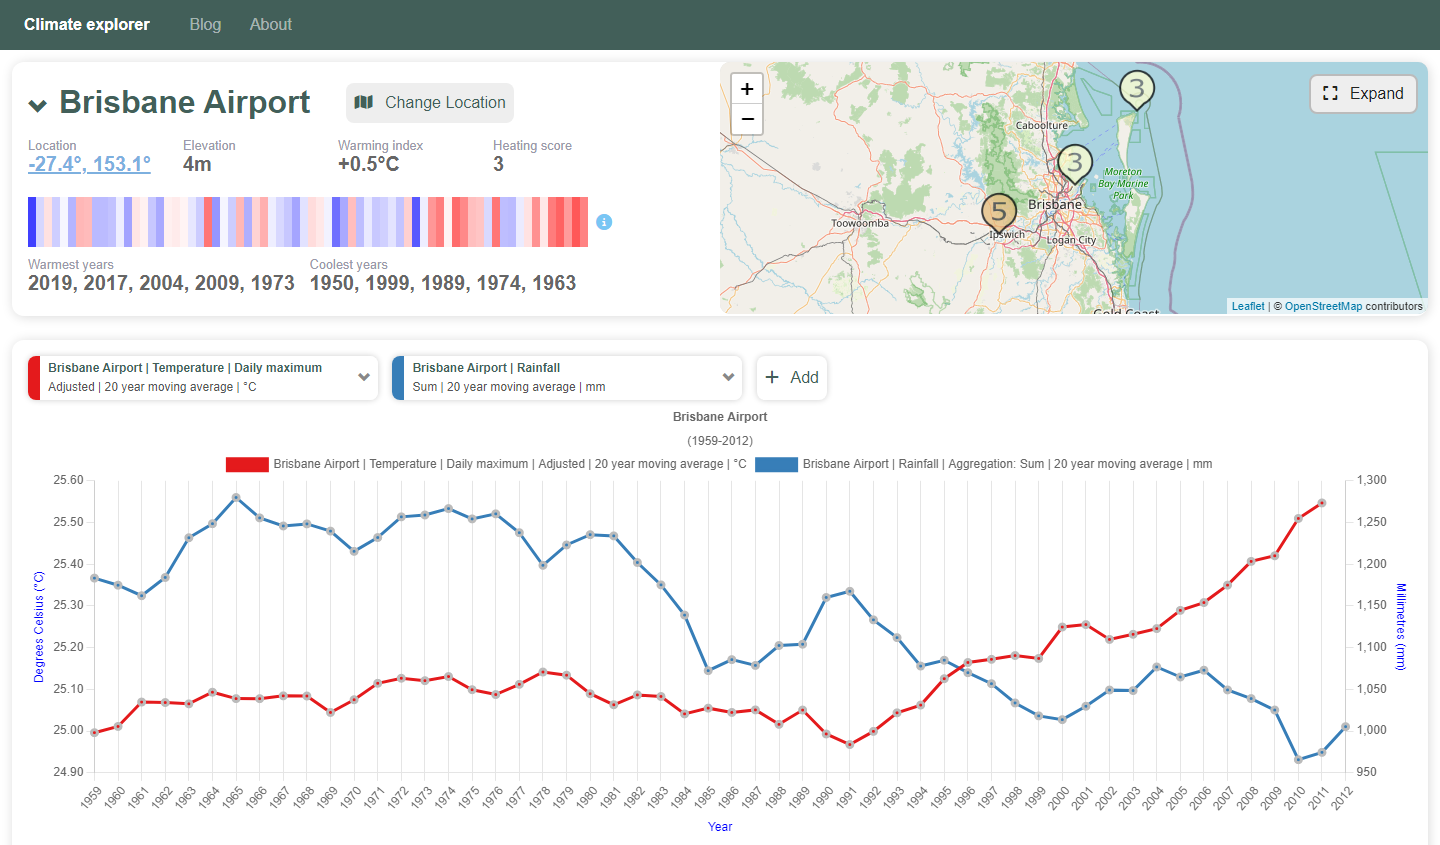 Climate explorer Blog About
Brisbane Airport
Change Location
Location Elevation Warming index Heating score
-27.4°, 153.1° 4m +0.5°C 3
i
Warmest years Coolest years
2019, 2017, 2004, 2009, 1973 1950, 1999, 1989, 1974, 1963
+
−
3
Expand
Caboolture
3
Moreton
Bay Marine
Park
5
Brisbane
Toowoomba
Ipswich
Logan City
Gold Coast
Leaflet | © OpenStreetMap contributors
Brisbane Airport | Temperature | Daily maximum
Adjusted | 20 year moving average | °C
Brisbane Airport | Rainfall
Sum | 20 year moving average | mm
+ Add
Brisbane Airport
(1959-2012)
Brisbane Airport | Temperature | Daily maximum | Adjusted | 20 year moving average | °C
Brisbane Airport | Rainfall | Aggregation: Sum | 20 year moving average | mm
25.60
25.50
25.40
25.30
25.20
25.10
25.00
24.90
Degrees Celsius (°C)
1,300
1,250
1,200
1,150
1,100
1,050
1,000
950
Millimetres (mm)
1959 1960 1961 1962 1963 1964 1965 1966 1967 1968 1969 1970 1971 1972 1973 1974 1975 1976 1977 1978 1979 1980 1981 1982 1983 1984 1985 1986 1987 1988 1989 1990 1991 1992 1993 1994 1995 1996 1997 1998 1999 2000 2001 2002 2003 2004 2005 2006 2007 2008 2009 2010 2011 2012
Year